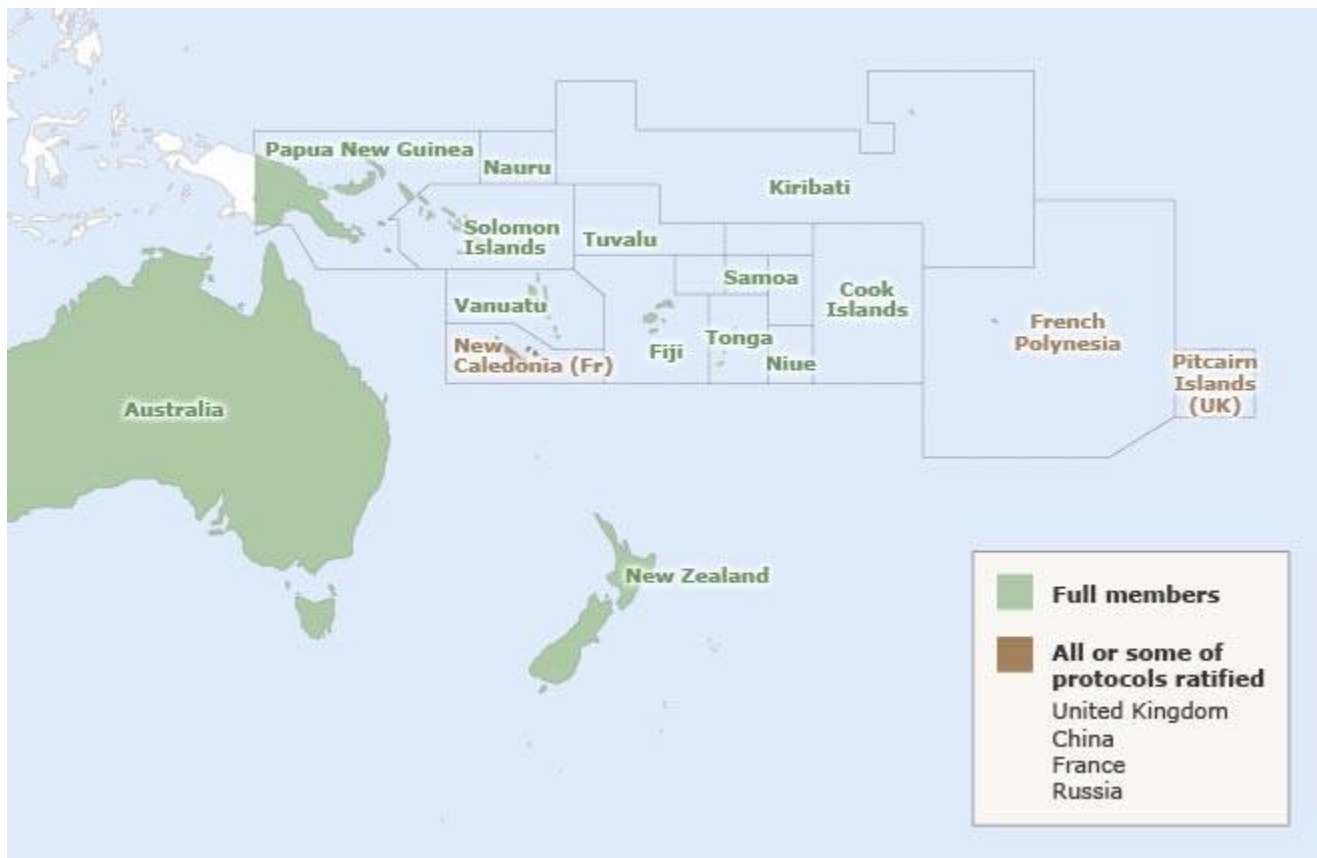 Papua New Guinea
Nauru
Kiribati
Solomon
Islands
Tuvalu
Samoa
Cook
Islands
Vanuatu
French
Polynesia
New
Caledonia (Fr)
Fiji
Tonga
Niue
Pitcairn
Islands
(UK)
Australia
New Zealand
Full members
All or some of
protocols ratified
United Kingdom
China
France
Russia